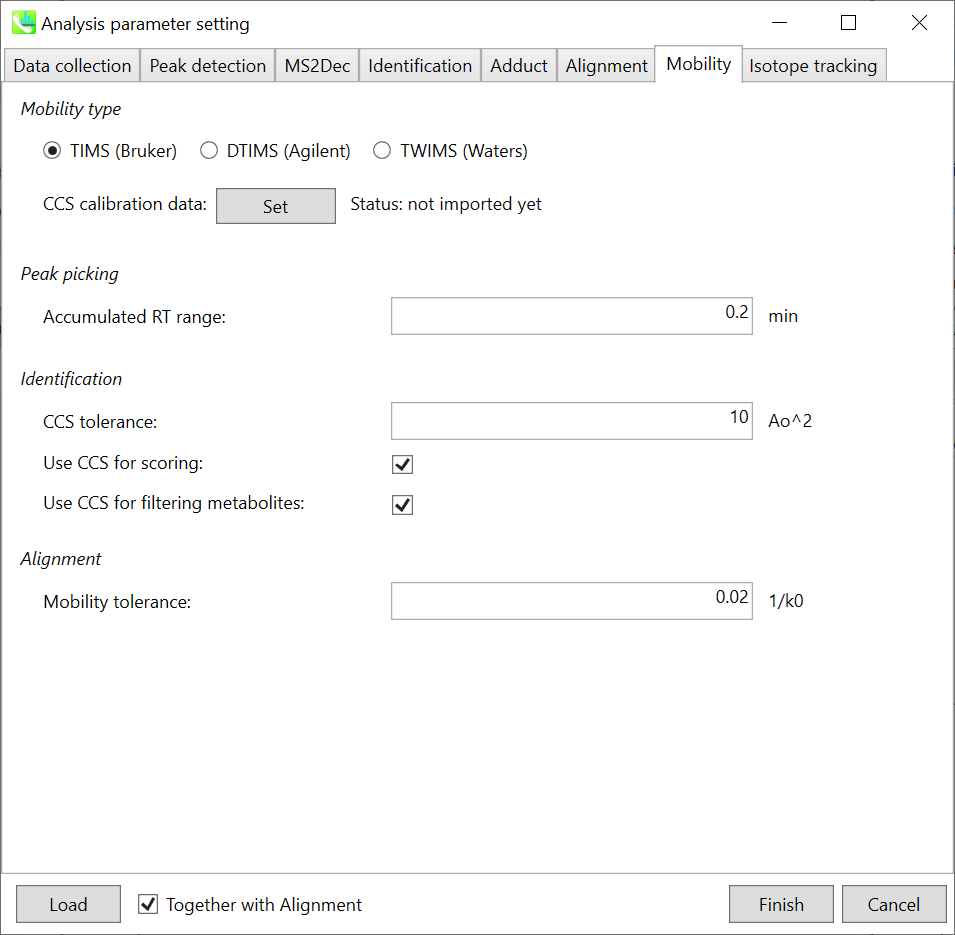 Analysis parameter setting
Data collection Peak detection MS2Dec Identification Adduct Alignment Mobility Isotope tracking
Mobility type
TIMS (Bruker) DTIMS (Agilent) TWIMS (Waters)
CCS calibration data: Set Status: not imported yet
Peak picking
Accumulated RT range: 0.2 min
Identification
CCS tolerance: 10 Ao^2
Use CCS for scoring:
Use CCS for filtering metabolites:
Alignment
Mobility tolerance: 0.02 1/k0
Load Together with Alignment Finish Cancel